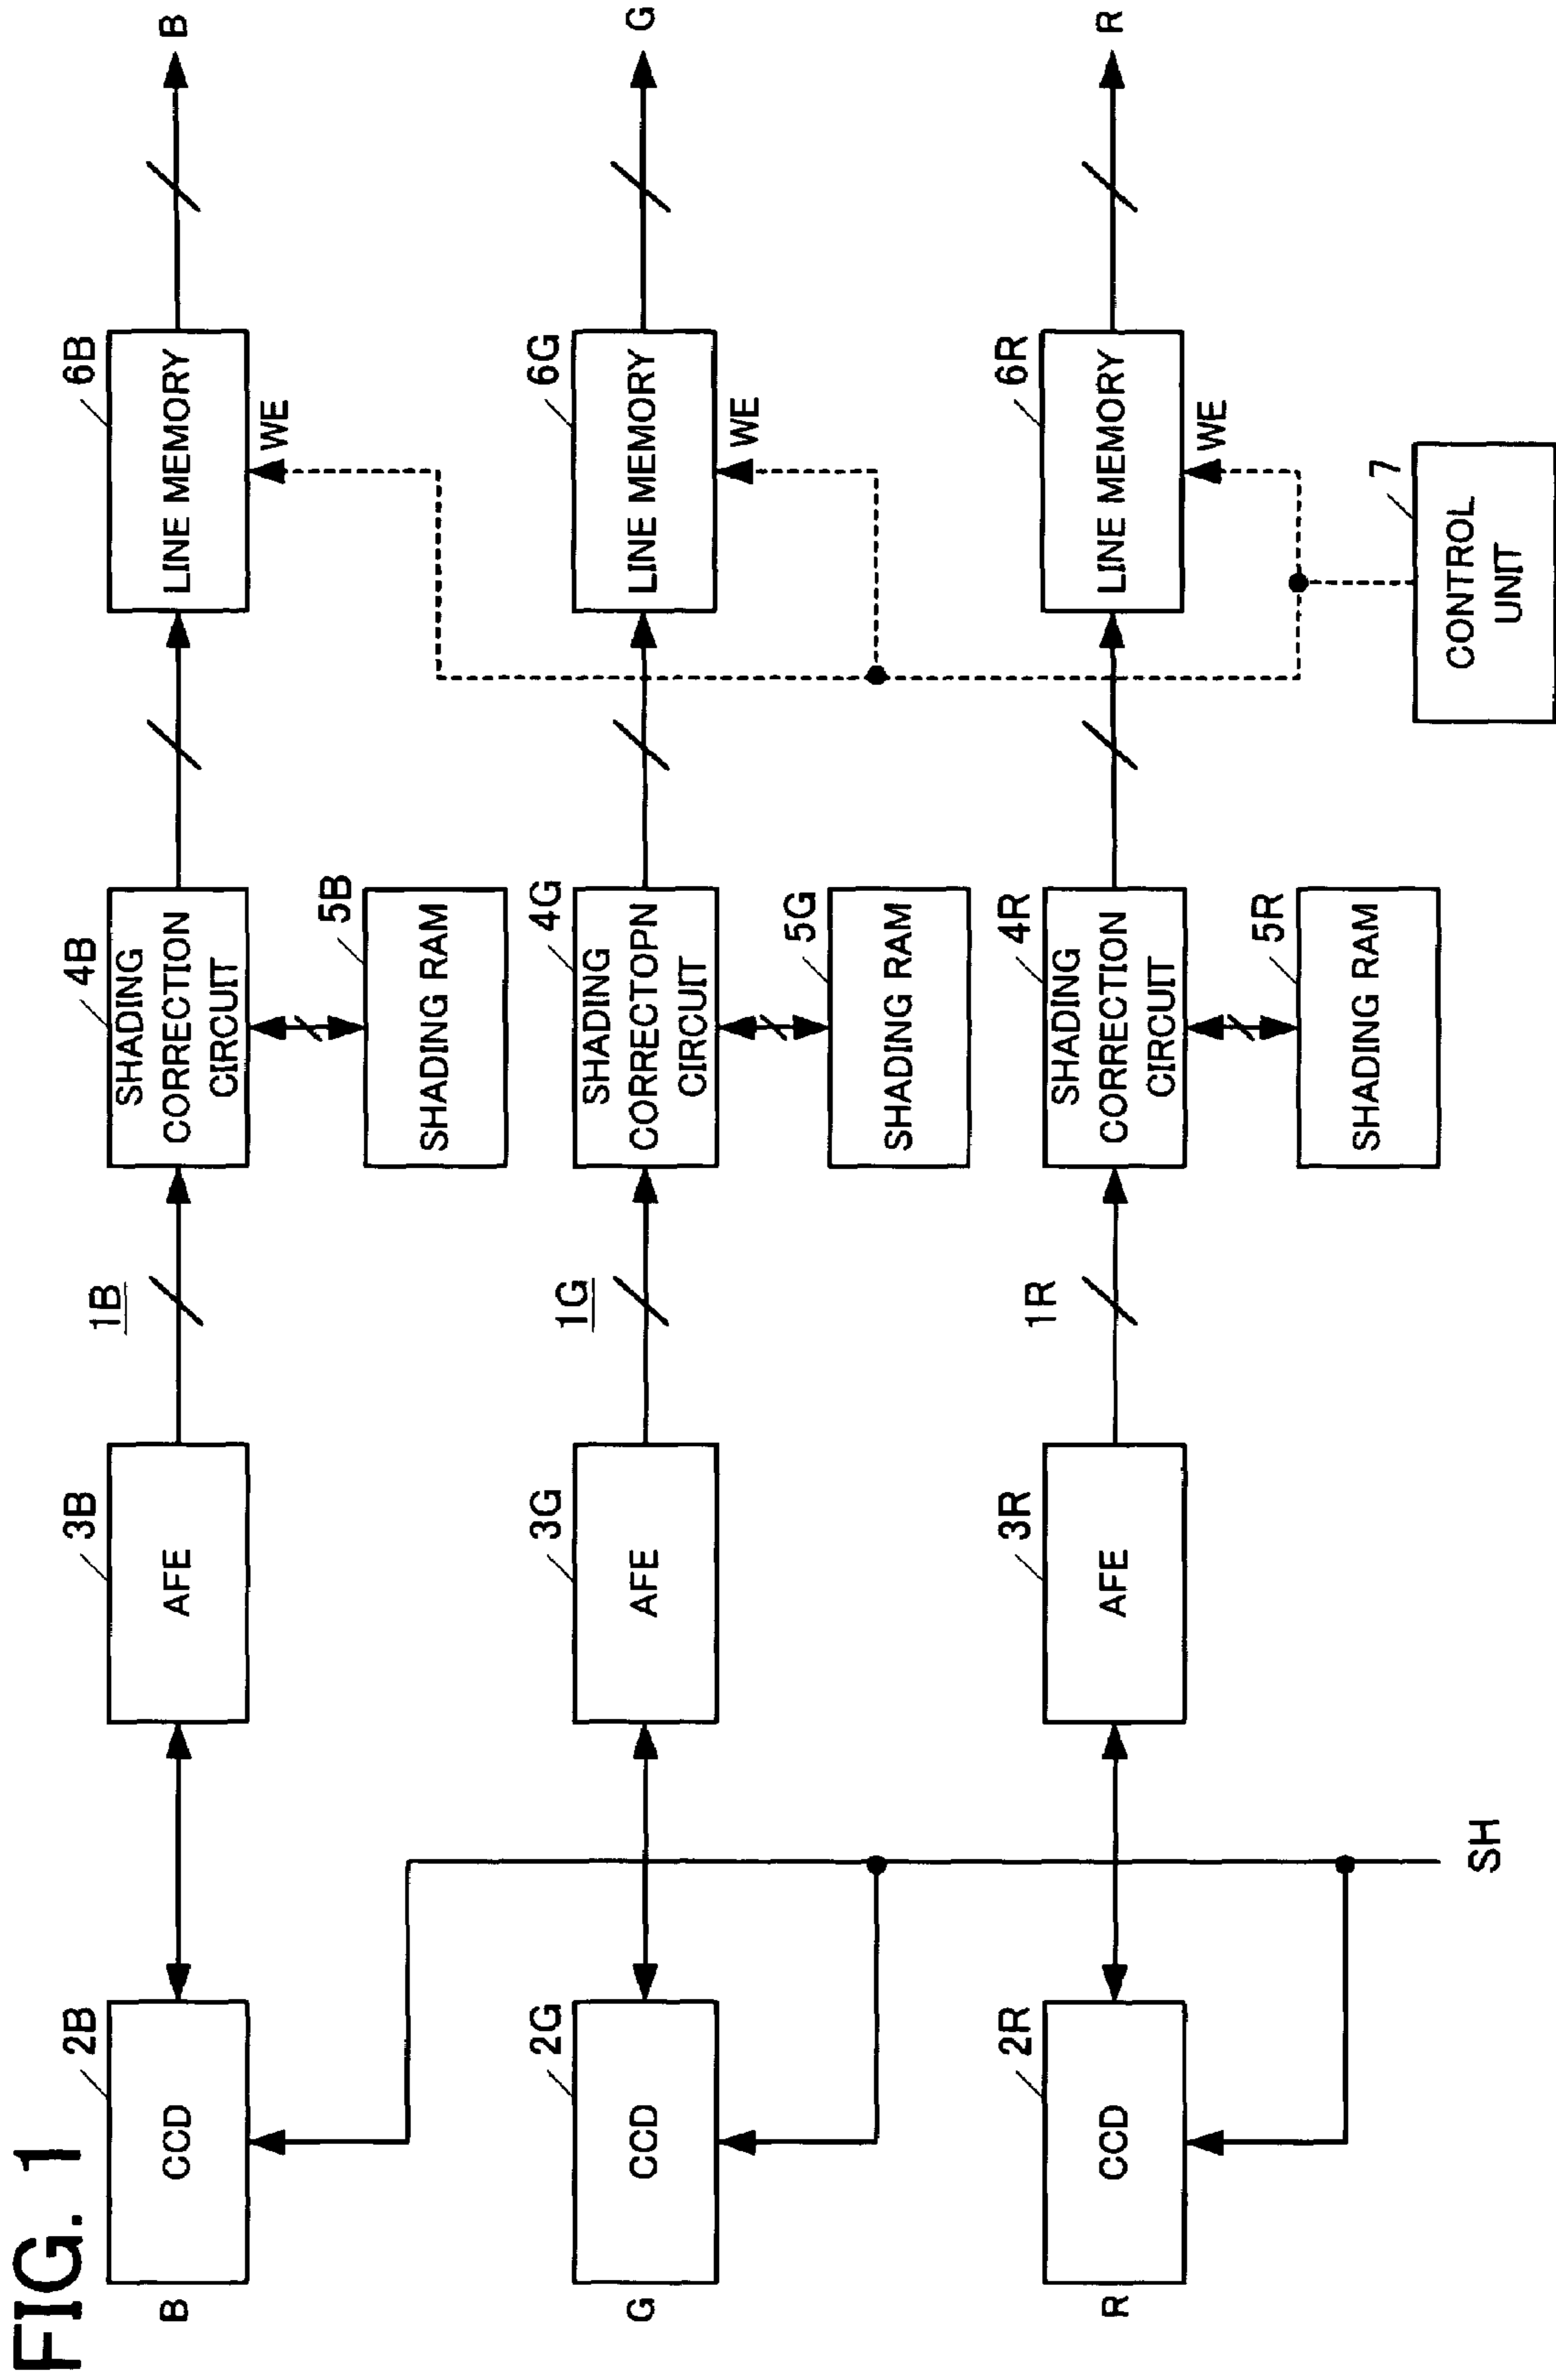 FIG. 1
B
2B
CCD
3B
AFE
1B
4B
SHADING
CORRECTION
CIRCUIT
5B
SHADING RAM
6B
LINE MEMORY
WE
B
G
2G
CCD
3G
AFE
1G
4G
SHADING
CORRECTOPN
CIRCUIT
5G
SHADING RAM
6G
LINE MEMORY
WE
G
R
2R
CCD
3R
AFE
1R
4R
SHADING
CORRECTION
CIRCUIT
5R
SHADING RAM
6R
LINE MEMORY
WE
R
SH
7
CONTROL
UNIT